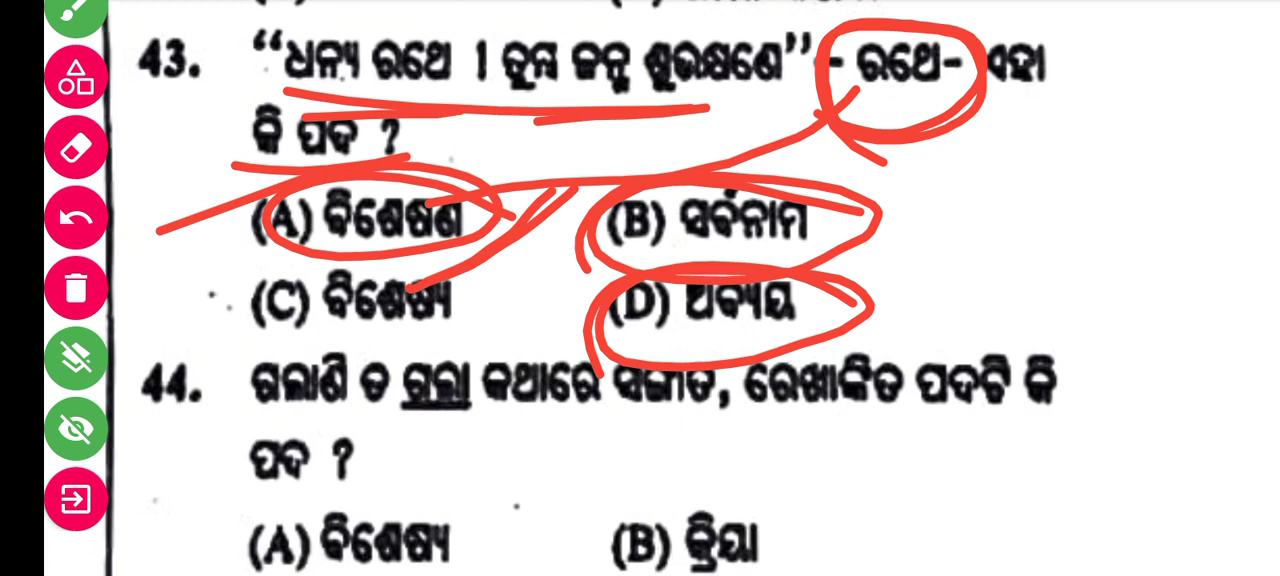 43. “ଧନ୍ୟ ରଥେ । ତୁମ୍ଭ ଜନ୍ମ ଶୁଭକ୍ଷଣେ” - ରଥେ- ଏହା
କି ପଦ ?
(A) ବିଶେଷଣ (B) ସର୍ବନାମ
(C) ବିଶେଷ୍ୟ (D) ଅବ୍ୟୟ
44. ଗଲାଣି ତ ଗଲା କଥାରେ ସଙ୍ଗୀତ, ରେଖାଙ୍କିତ ପଦଟି କି
ପଦ ?
(A) ବିଶେଷ୍ୟ (B) କ୍ରିୟା